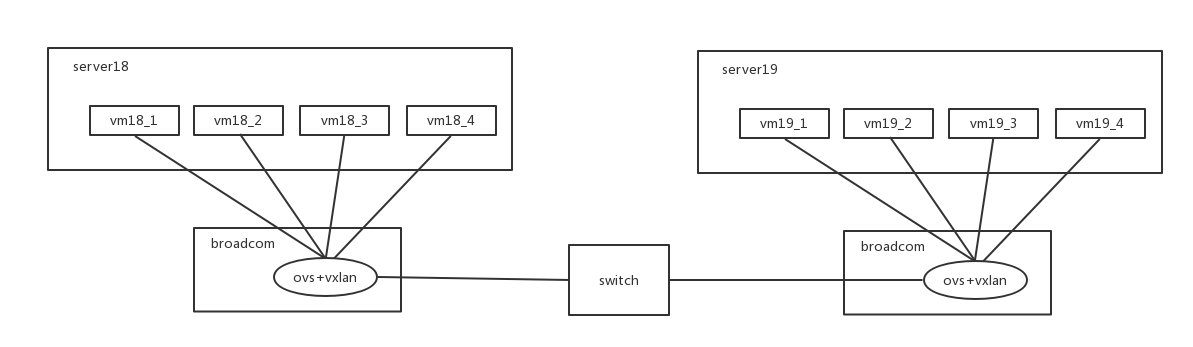 server18
vm18_1
vm18_2
vm18_3
vm18_4
broadcom
ovs+vxlan
switch
server19
vm19_1
vm19_2
vm19_3
vm19_4
broadcom
ovs+vxlan